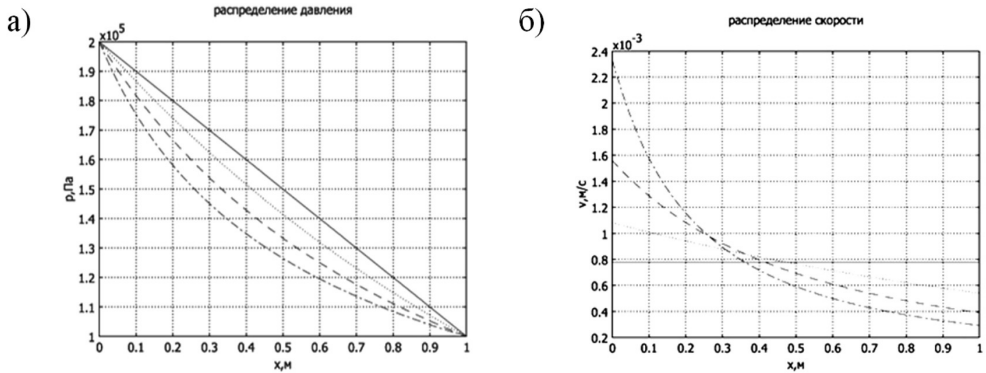 а)
распределение давления
×10⁵
2
1.9
1.8
1.7
1.6
1.5
1.4
1.3
1.2
1.1
1
p,Па
0 0.1 0.2 0.3 0.4 0.5 0.6 0.7 0.8 0.9 1
x,м
б)
распределение скорости
×10⁻³
2.4
2.2
2
1.8
1.6
1.4
1.2
1
0.8
0.6
0.4
0.2
v,м/с
0 0.1 0.2 0.3 0.4 0.5 0.6 0.7 0.8 0.9 1
x,м